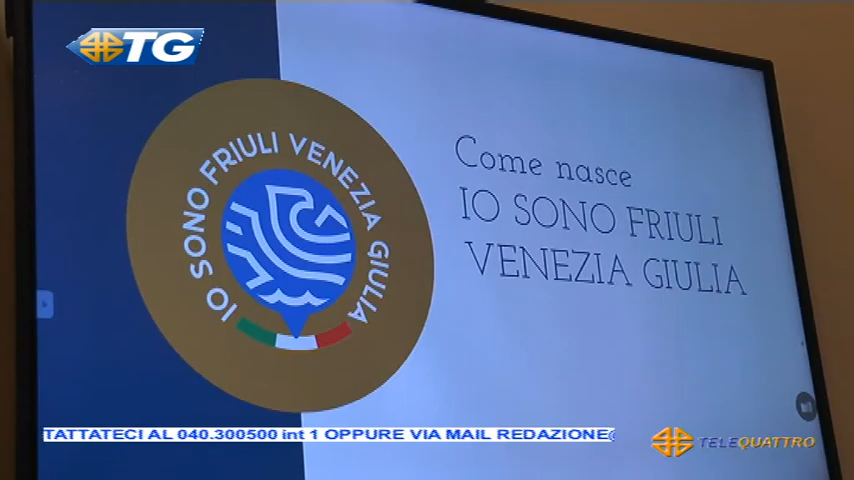 TG
IO SONO FRIULI VENEZIA GIULIA
Come nasce
IO SONO FRIULI
VENEZIA GIULIA
TATTATECI AL 040.300500 int 1 OPPURE VIA MAIL REDAZIONE@
TELEQUATTRO